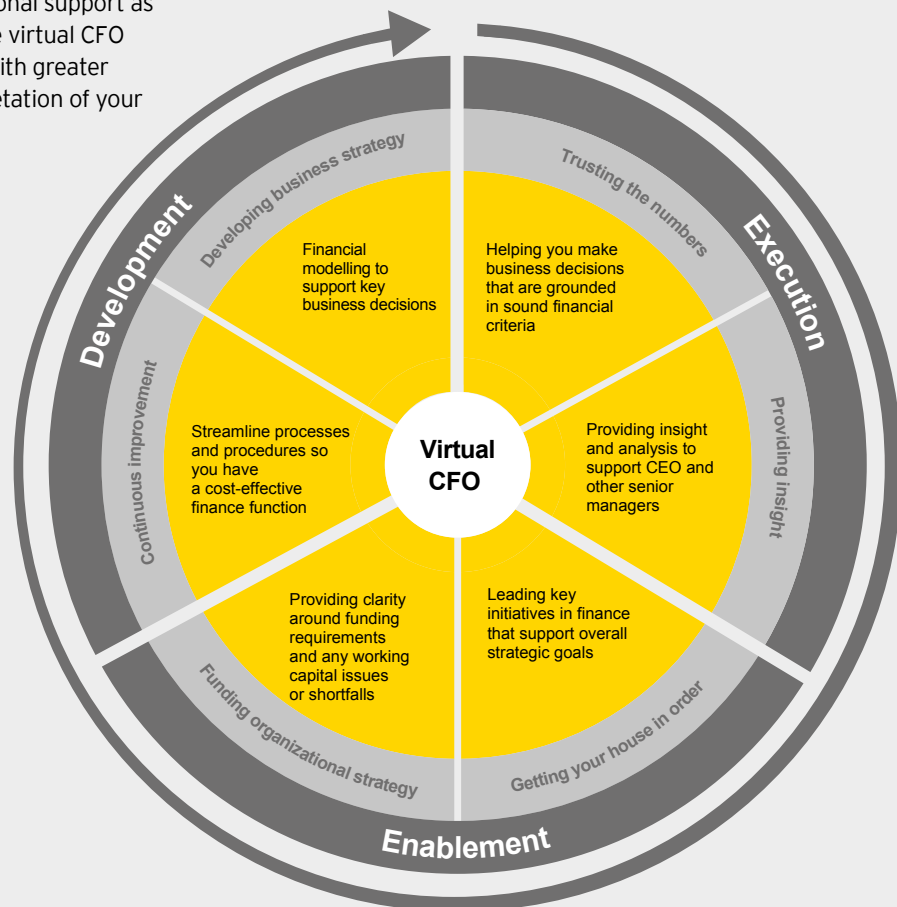 onal support as
e virtual CFO
ith greater
etation of your
Development
Execution
Enablement
Developing business strategy
Trusting the numbers
Continuous improvement
Providing insight
Funding organizational strategy
Getting your house in order
Financial
modelling to
support key
business decisions
Helping you make
business decisions
that are grounded
in sound financial
criteria
Streamline processes
and procedures so
you have
a cost-effective
finance function
Virtual
CFO
Providing insight
and analysis to
support CEO and
other senior
managers
Providing clarity
around funding
requirements
and any working
capital issues
or shortfalls
Leading key
initiatives in finance
that support overall
strategic goals